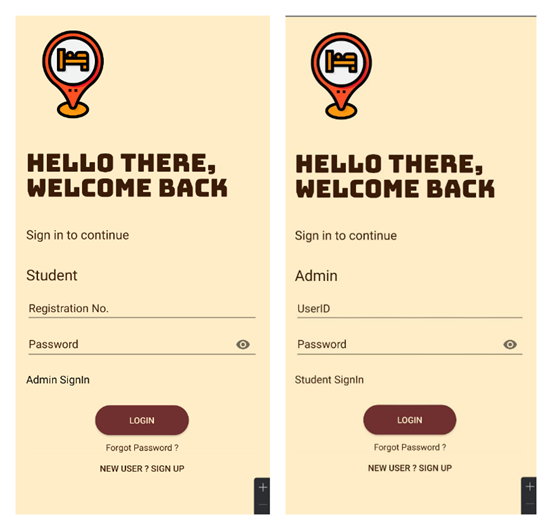 HELLO THERE,
WELCOME BACK
Sign in to continue
Student
Registration No.
Password
Admin SignIn
LOGIN
Forgot Password ?
NEW USER ? SIGN UP
HELLO THERE,
WELCOME BACK
Sign in to continue
Admin
UserID
Password
Student SignIn
LOGIN
Forgot Password ?
NEW USER ? SIGN UP